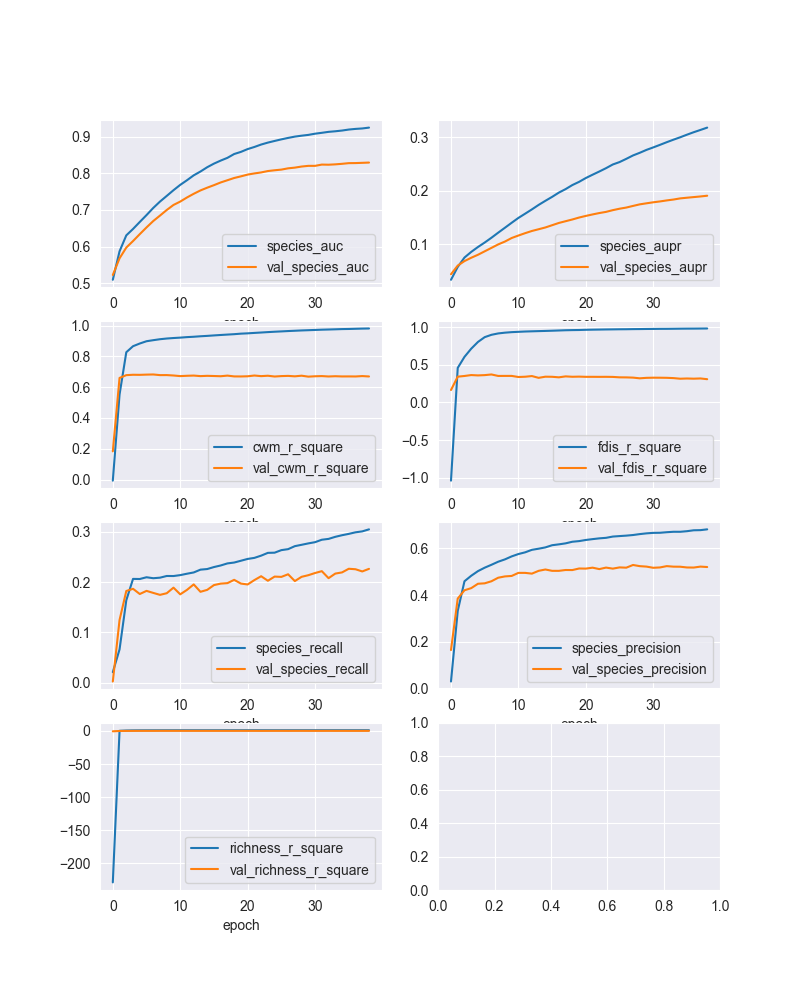 0.9
0.8
0.7
0.6
0.5
species_auc
val_species_auc
0 10 20 30
epoch
0.3
0.2
0.1
species_aupr
val_species_aupr
0 10 20 30
epoch
1.0
0.8
0.6
0.4
0.2
0.0
cwm_r_square
val_cwm_r_square
0 10 20 30
epoch
1.0
0.5
0.0
−0.5
−1.0
fdis_r_square
val_fdis_r_square
0 10 20 30
epoch
0.3
0.2
0.1
0.0
species_recall
val_species_recall
0 10 20 30
epoch
0.6
0.4
0.2
0.0
species_precision
val_species_precision
0 10 20 30
epoch
0
−50
−100
−150
−200
richness_r_square
val_richness_r_square
0 10 20 30
epoch
1.0
0.8
0.6
0.4
0.2
0.0
0.0 0.2 0.4 0.6 0.8 1.0